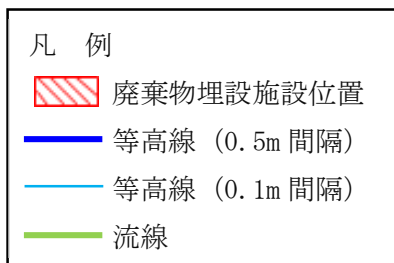 凡 例
廃棄物埋設施設位置
等高線 (0.5m 間隔)
等高線 (0.1m 間隔)
流線